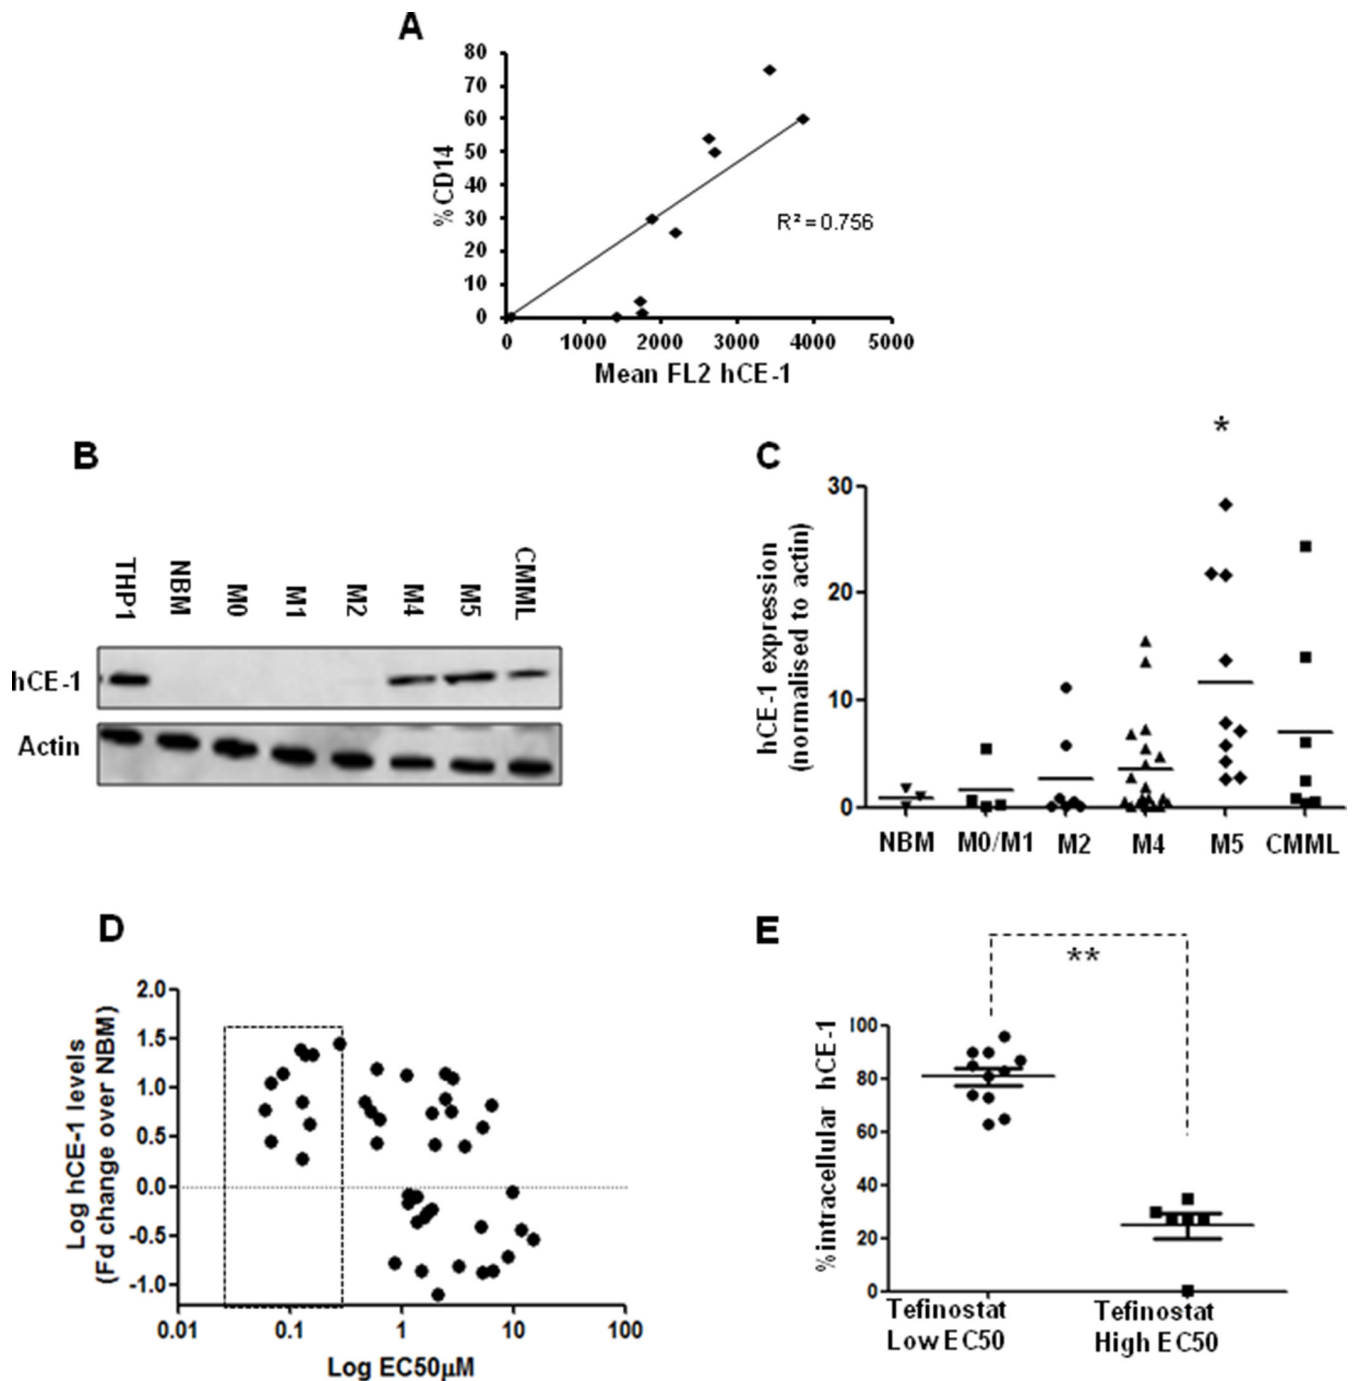 A
80
70
60
50
40
30
20
10
0
%CD14
R² = 0.756
0 1000 2000 3000 4000 5000
Mean FL2 hCE-1
B
THP1 NBM M0 M1 M2 M4 M5 CMML
hCE-1
Actin
C
*
hCE-1 expression
(normalised to actin)
30
20
10
0
NBM M0/M1 M2 M4 M5 CMML
D
Log hCE-1 levels
(Fd change over NBM)
2.0
1.5
1.0
0.5
0.0
-0.5
-1.0
0.01 0.1 1 10 100
Log EC50µM
E
**
%intracellular hCE-1
100
80
60
40
20
0
Tefinostat
Low EC50
Tefinostat
High EC50